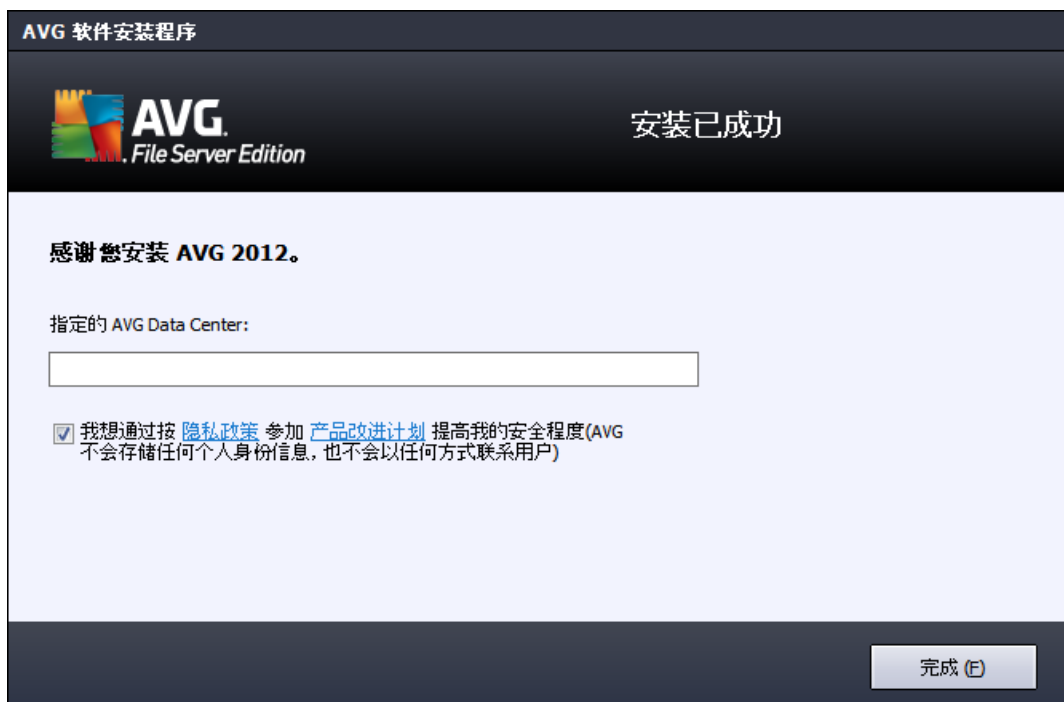 AVG 软件安装程序
AVG.
File Server Edition
安装已成功
感谢您安装 AVG 2012。
指定的 AVG Data Center:
我想通过按 隐私政策 参加 产品改进计划 提高我的安全程度(AVG
不会存储任何个人身份信息, 也不会以任何方式联系用户)
完成 (F)